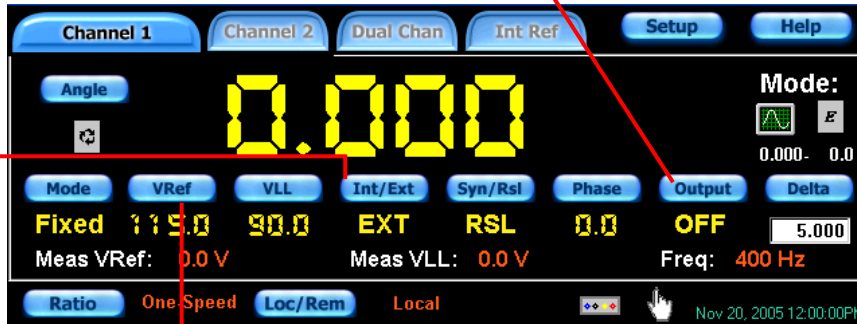 Channel 1 Channel 2 Dual Chan Int Ref Setup Help
Angle 0.000 Mode:
E
0.000- 0.0
Mode VRef VLL Int/Ext Syn/Rsl Phase Output Delta
Fixed 115.0 90.0 EXT RSL 0.0 OFF 5.000
Meas VRef: 0.0 V Meas VLL: 0.0 V Freq: 400 Hz
Ratio One-Speed Loc/Rem Local Nov 20, 2005 12:00:00P